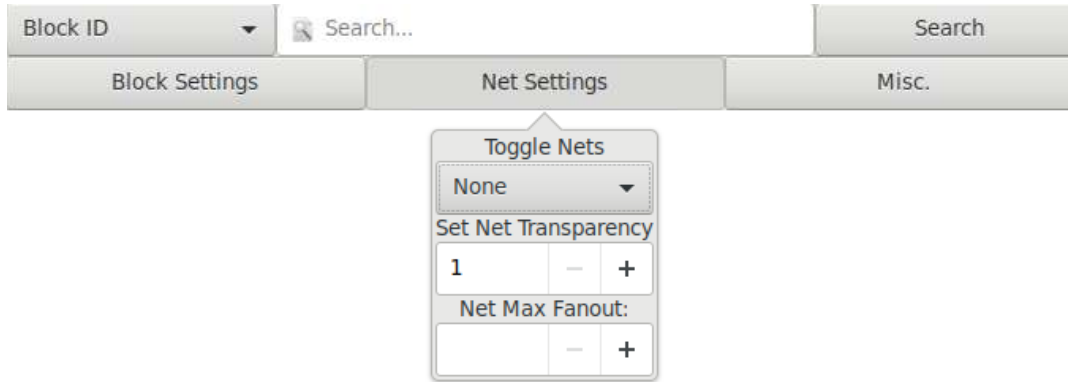 Block ID
Search...
Search
Block Settings
Net Settings
Misc.
Toggle Nets
None
Set Net Transparency
1
Net Max Fanout: